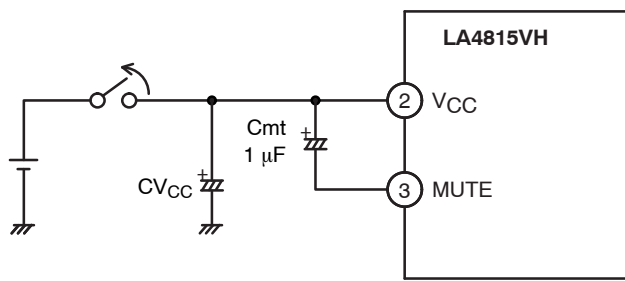 LA4815VH
2 VCC
Cmt +
1 μF
CVCC +
3 MUTE